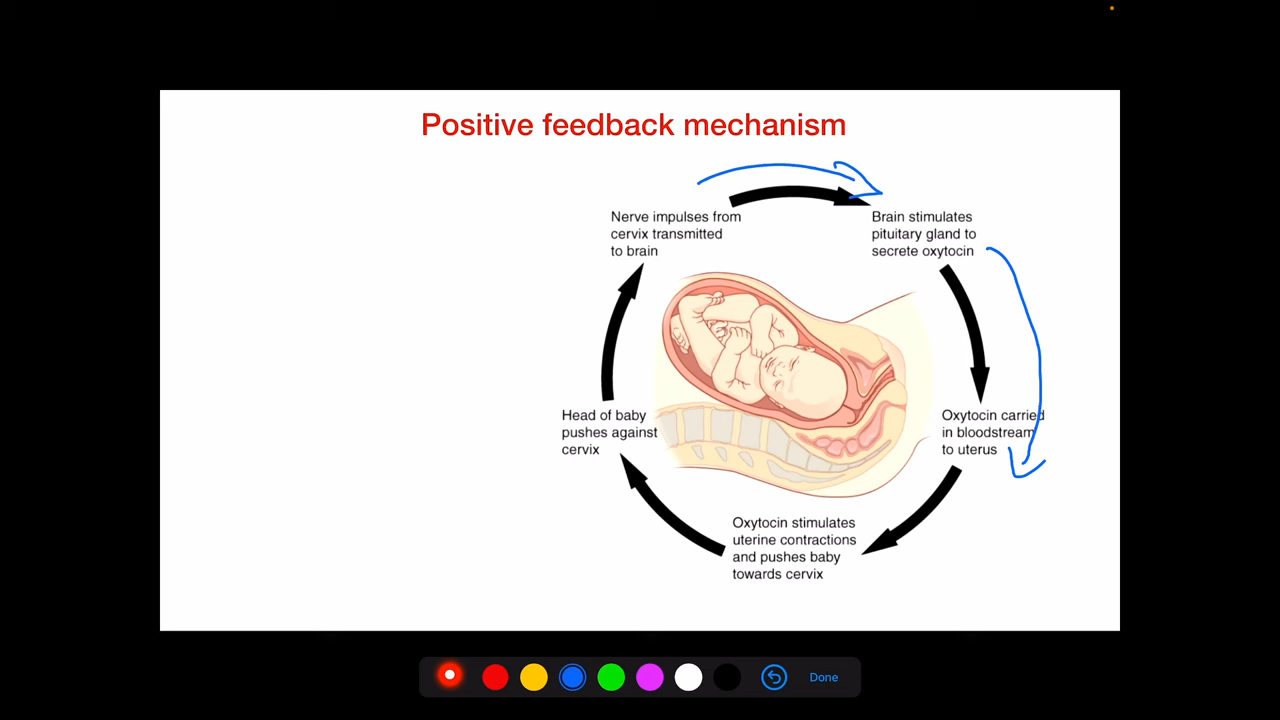 Positive feedback mechanism
Nerve impulses from
cervix transmitted
to brain
Brain stimulates
pituitary gland to
secrete oxytocin
Head of baby
pushes against
cervix
Oxytocin carried
in bloodstream
to uterus
Oxytocin stimulates
uterine contractions
and pushes baby
towards cervix
Done